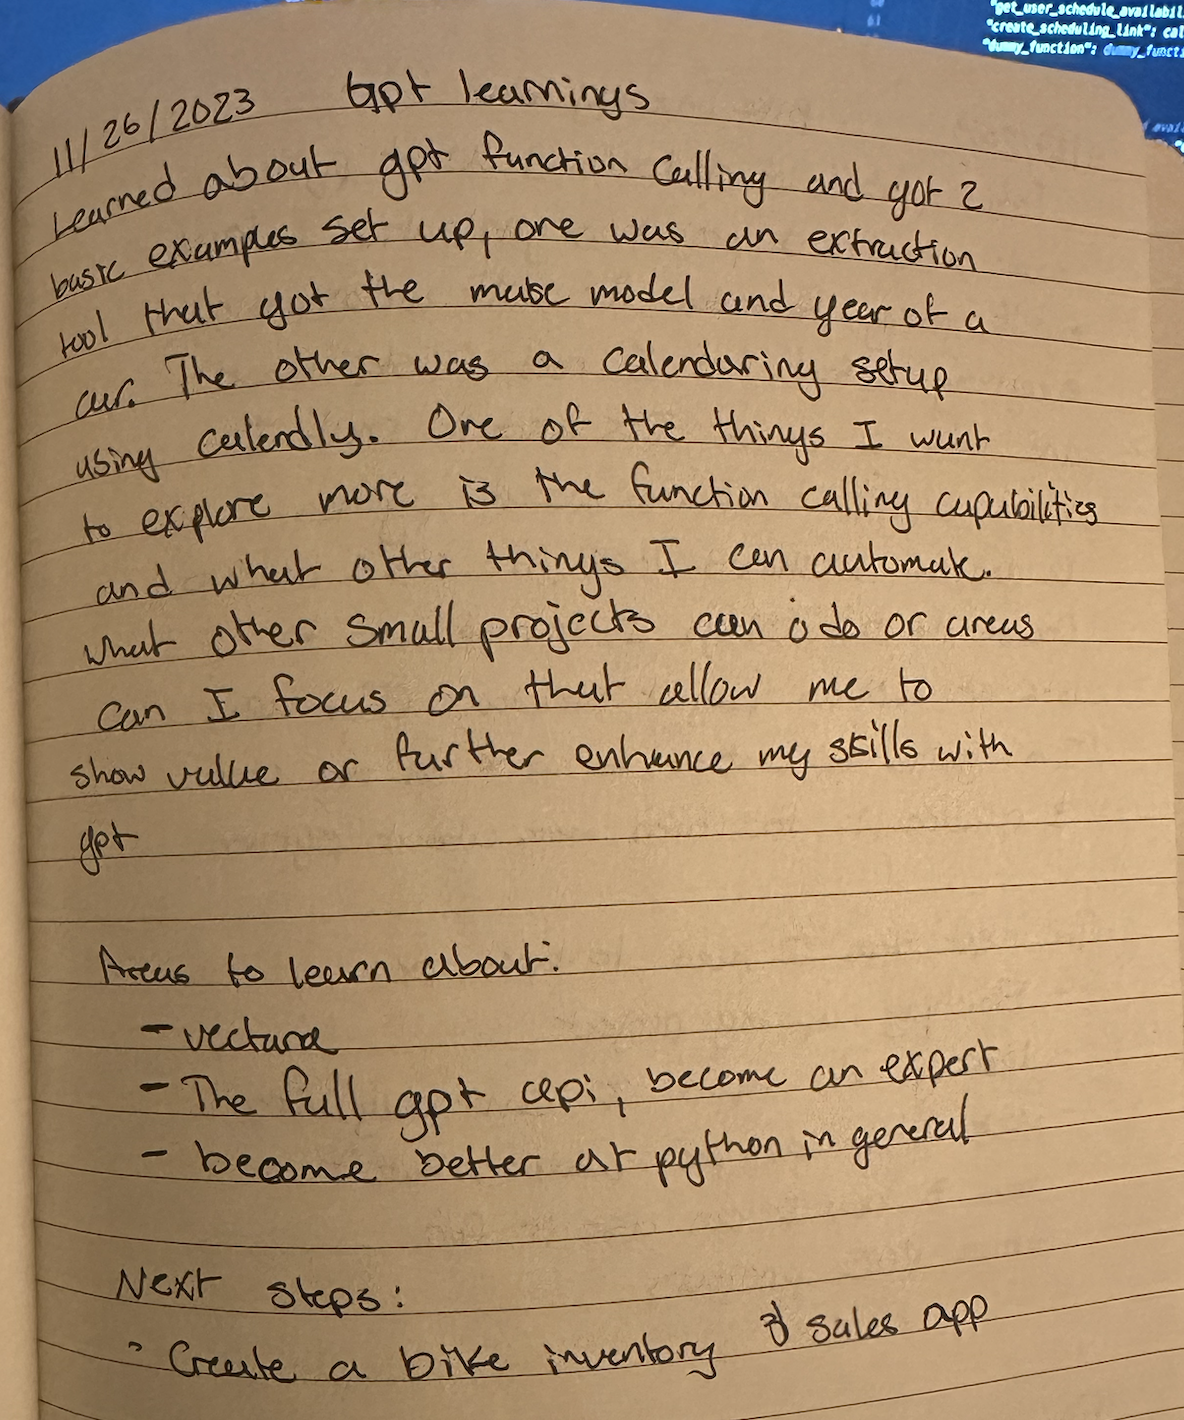 "get_user_schedule_availabil
"create_scheduling_link": cal
"dummy_function": dummy_funct
11/26/2023 Gpt learnings
Learned about gpt function Calling and got 2
basic examples set up, one was an extraction
tool that got the make model and year of a
car. The other was a Calendaring setup
using Calendly. One of the things I want
to explore more is the function calling capabilities
and what other things I can automate.
what other small projects can i do or areas
can I focus on that allow me to
show value or further enhance my skills with
gpt
Areas to learn about:
- vectara
- The full gpt api, become an expert
- become better at python in general
Next steps:
· Create a bike inventory & sales app